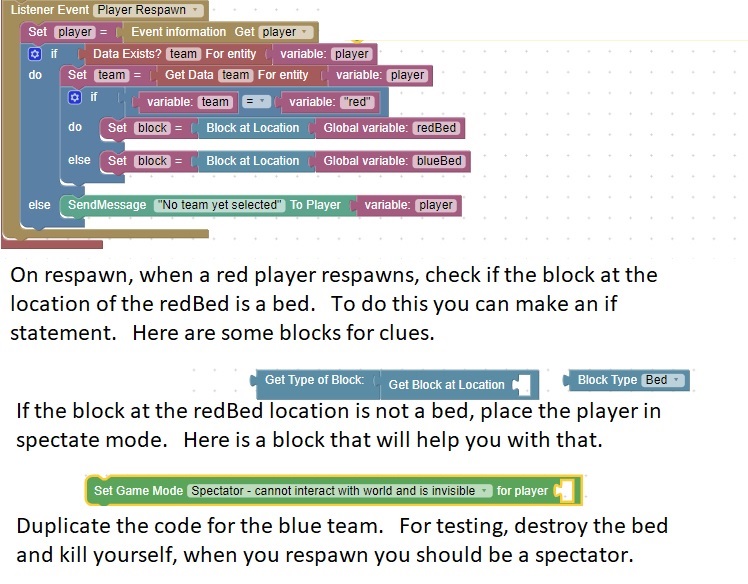 Listener Event Player Respawn
Set player = Event information Get player
if Data Exists? team For entity variable: player
do Set team = Get Data team For entity variable: player
if variable: team = variable: "red"
do Set block = Block at Location Global variable: redBed
else Set block = Block at Location Global variable: blueBed
else SendMessage "No team yet selected" To Player variable: player
On respawn, when a red player respawns, check if the block at the
location of the redBed is a bed. To do this you can make an if
statement. Here are some blocks for clues.
Get Type of Block: Get Block at Location Block Type Bed
If the block at the redBed location is not a bed, place the player in
spectate mode. Here is a block that will help you with that.
Set Game Mode Spectator - cannot interact with world and is invisible for player
Duplicate the code for the blue team. For testing, destroy the bed
and kill yourself, when you respawn you should be a spectator.